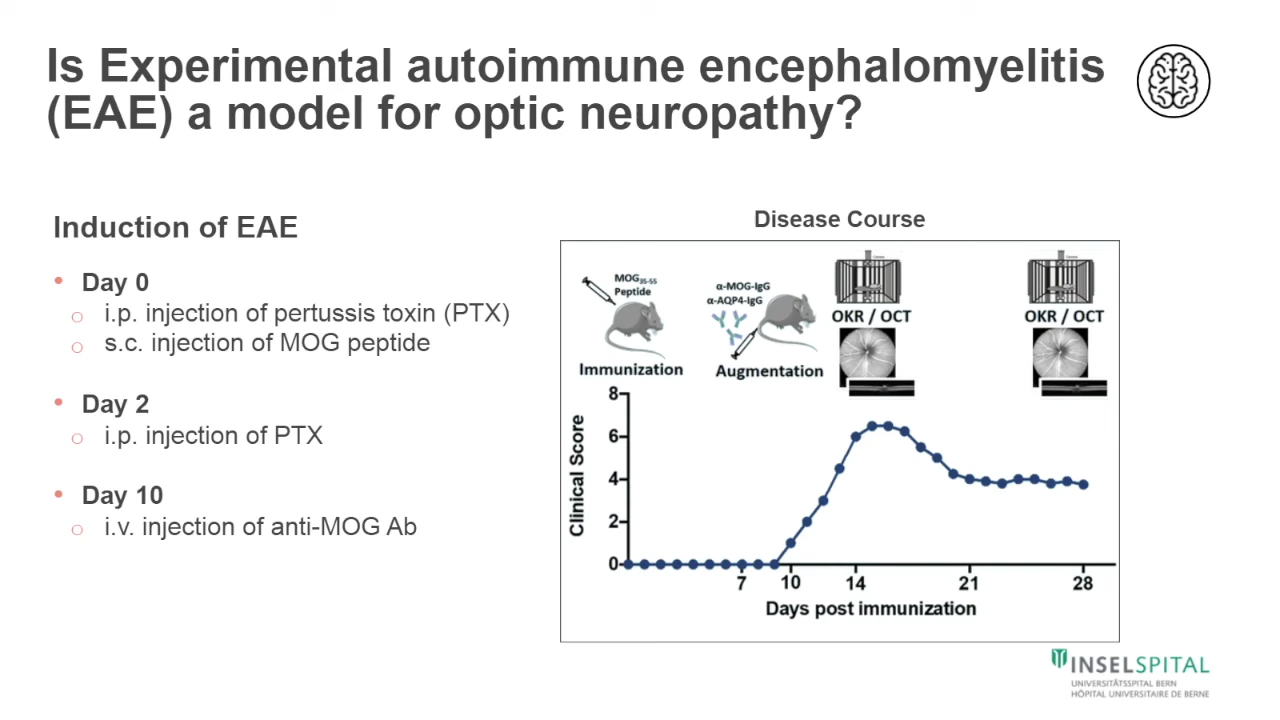 Is Experimental autoimmune encephalomyelitis
(EAE) a model for optic neuropathy?
Induction of EAE
• Day 0
o i.p. injection of pertussis toxin (PTX)
o s.c. injection of MOG peptide
• Day 2
o i.p. injection of PTX
• Day 10
o i.v. injection of anti-MOG Ab
Disease Course
MOG35-55
Peptide
Immunization
α-MOG-IgG
α-AQP4-IgG
Augmentation
OKR / OCT
OKR / OCT
Clinical Score
8
6
4
2
0
7 10 14 21 28
Days post immunization
INSELSPITAL
UNIVERSITÄTSSPITAL BERN
HÔPITAL UNIVERSITAIRE DE BERNE